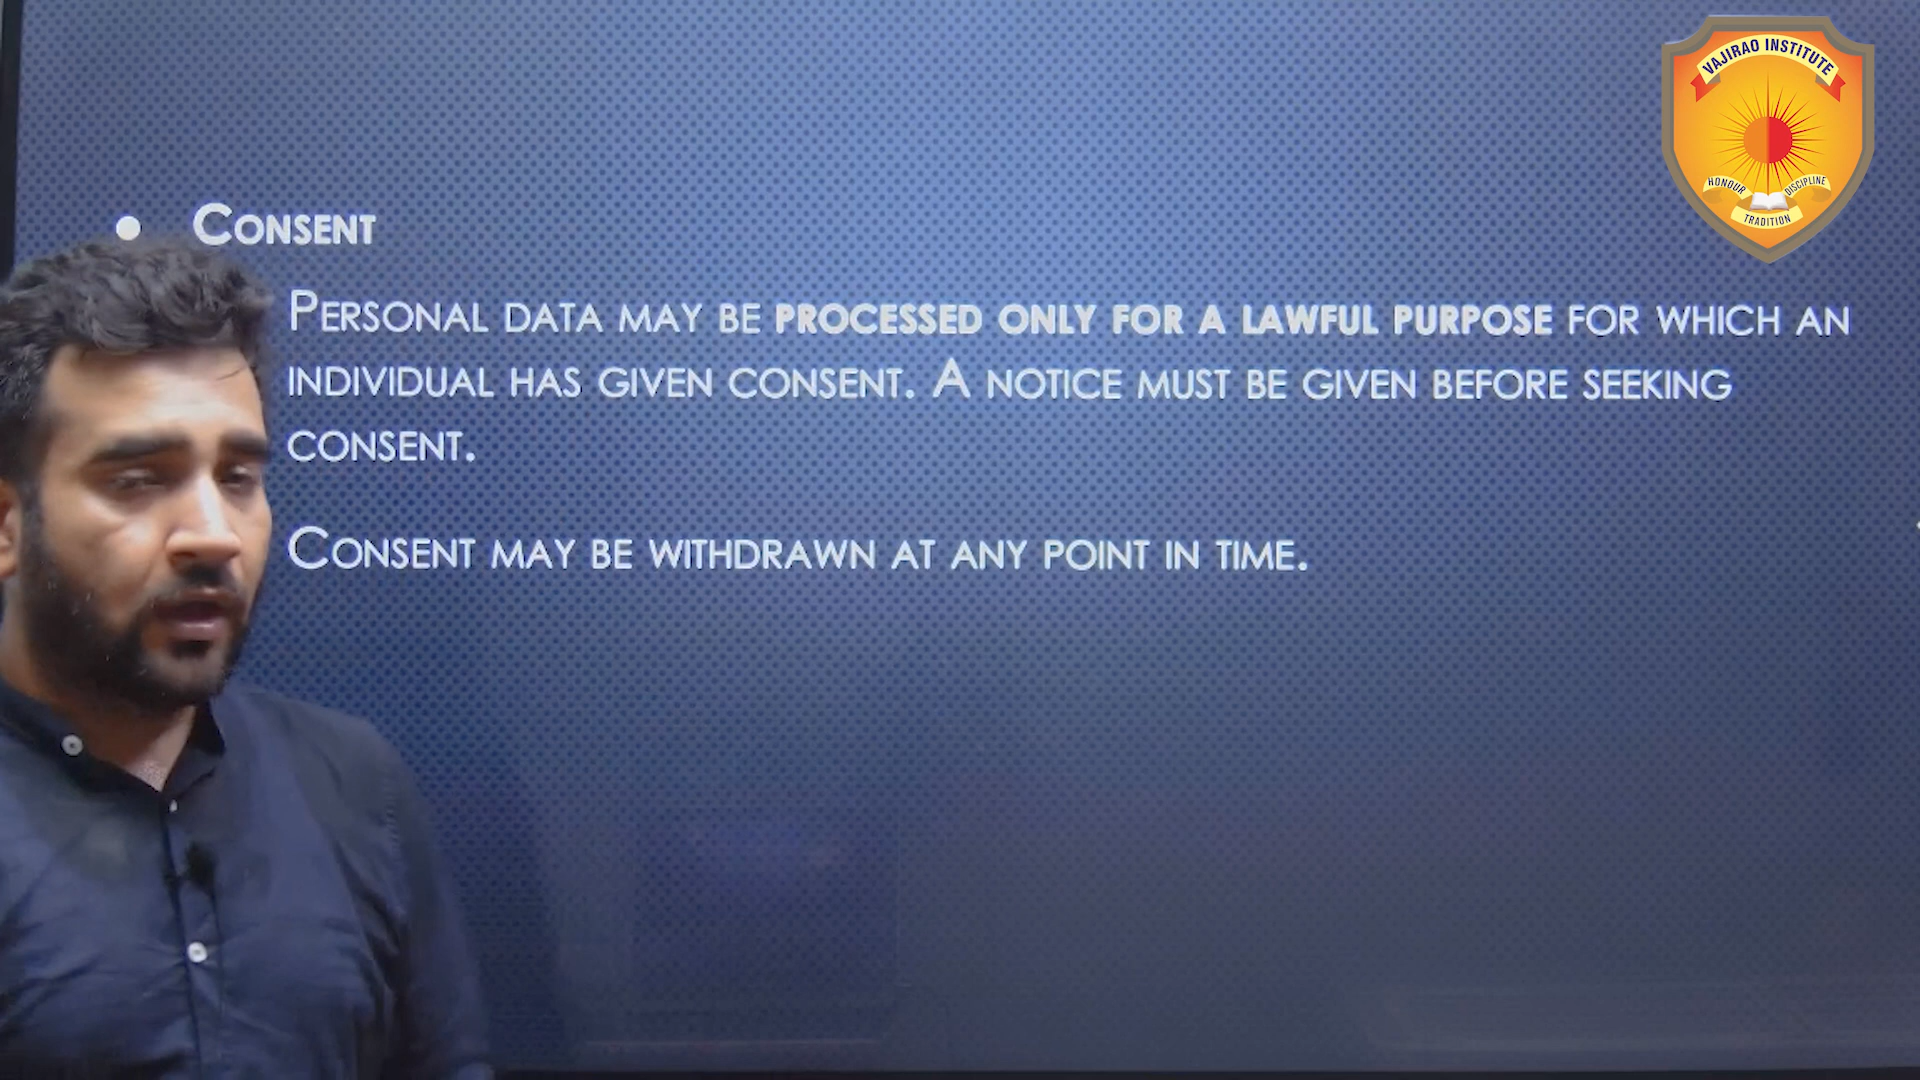 VAJIRAO INSTITUTE
HONOUR
DISCIPLINE
TRADITION
• CONSENT
PERSONAL DATA MAY BE PROCESSED ONLY FOR A LAWFUL PURPOSE FOR WHICH AN
INDIVIDUAL HAS GIVEN CONSENT. A NOTICE MUST BE GIVEN BEFORE SEEKING
CONSENT.
CONSENT MAY BE WITHDRAWN AT ANY POINT IN TIME.